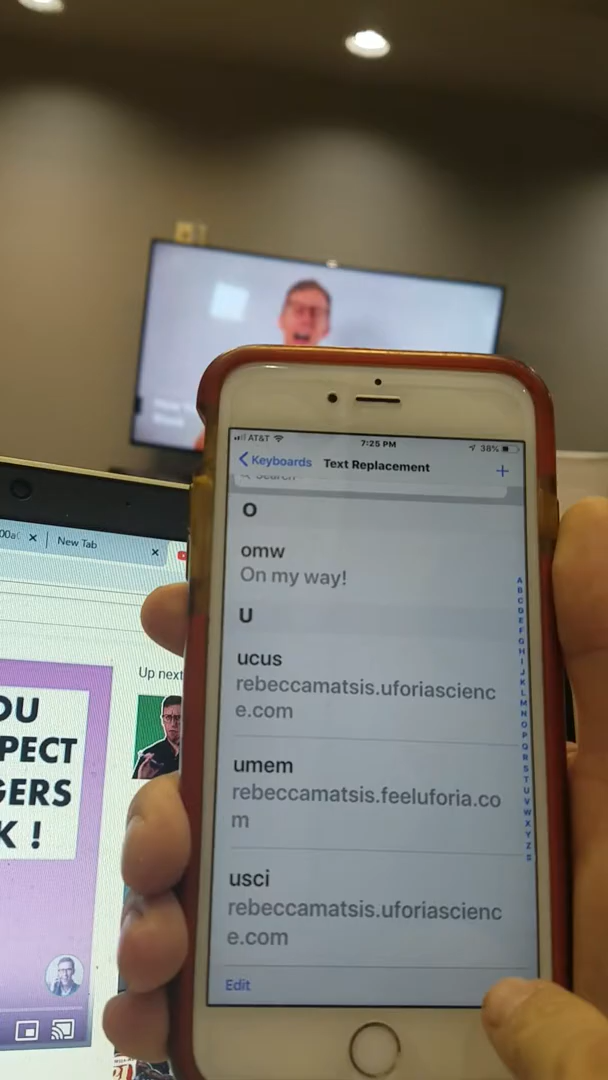 AT&T
7:25 PM
38%
Keyboards
Text Replacement
+
Search
O
omw
On my way!
U
ucus
rebeccamatsis.uforiascienc
e.com
umem
rebeccamatsis.feeluforia.co
m
usci
rebeccamatsis.uforiascienc
e.com
Edit
A
B
C
D
E
F
G
H
I
J
K
L
M
N
O
P
Q
R
S
T
U
V
W
X
Y
Z
New Tab
Up next
OU
PECT
GERS
K !